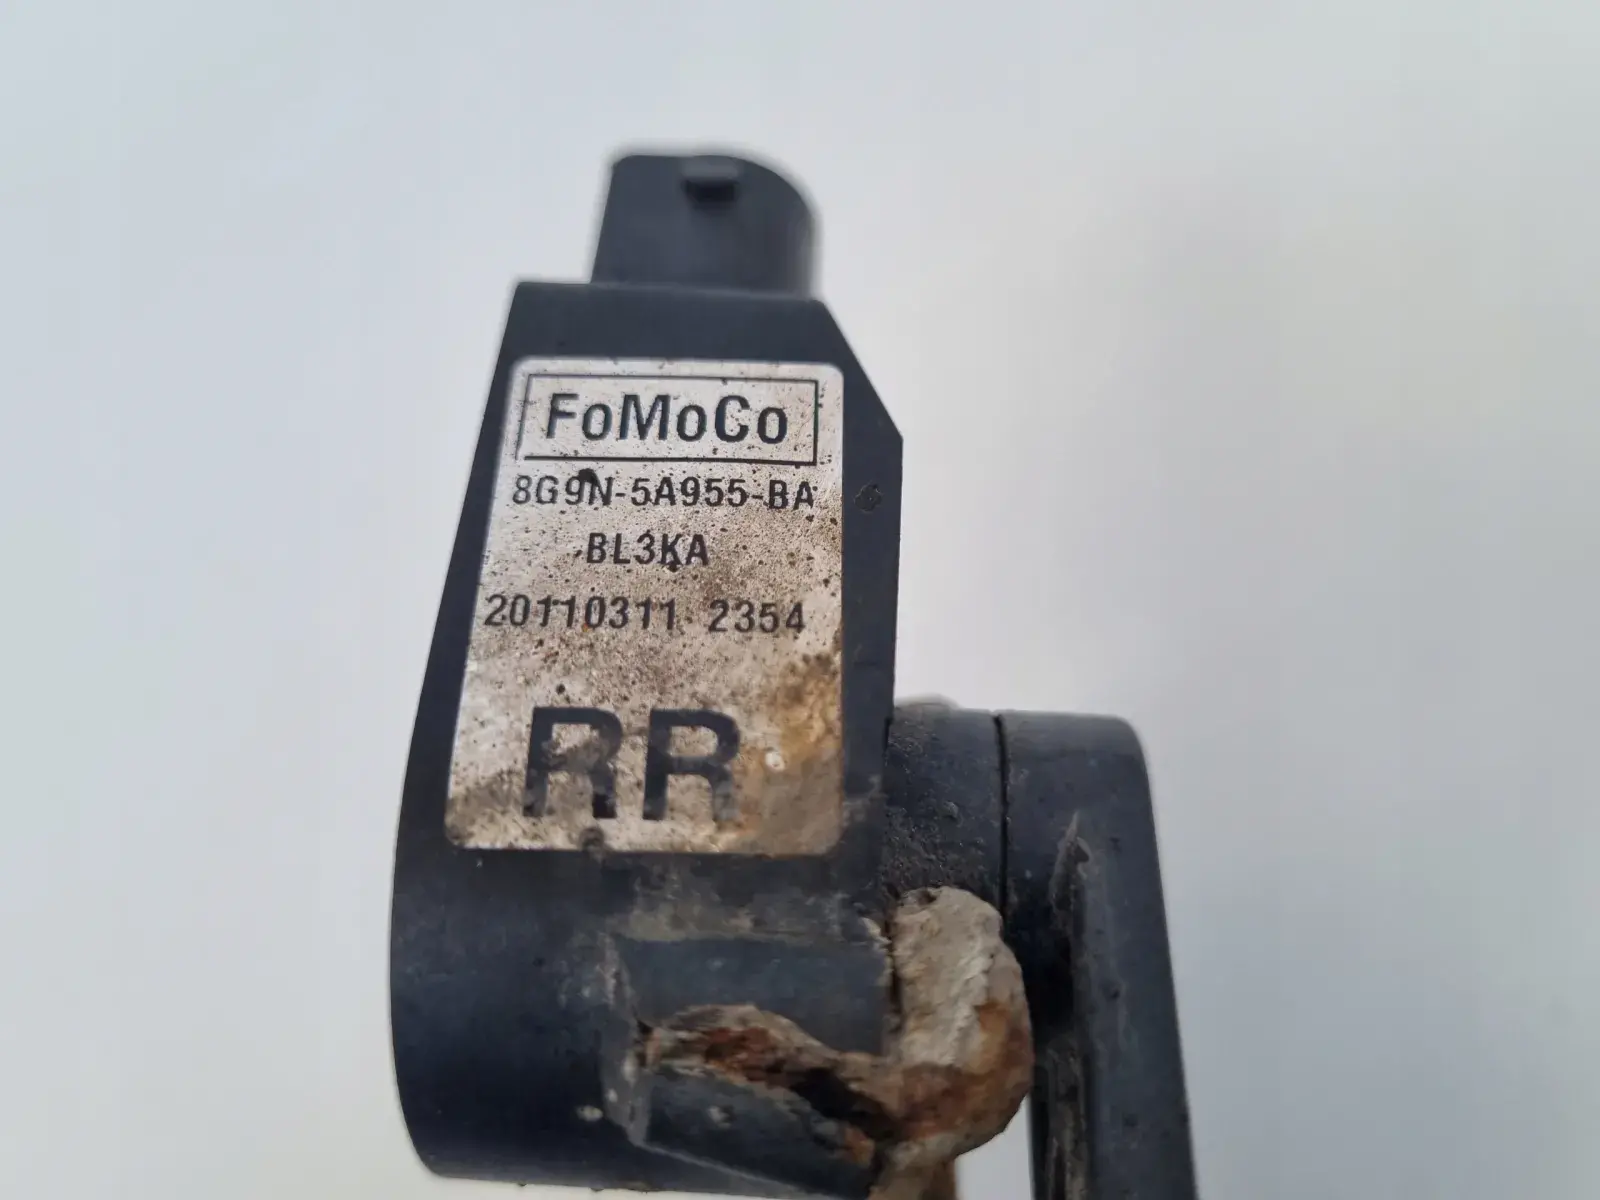 FoMoCo
8G9N-5A955-BA
BL3KA
20110311 2354
RR